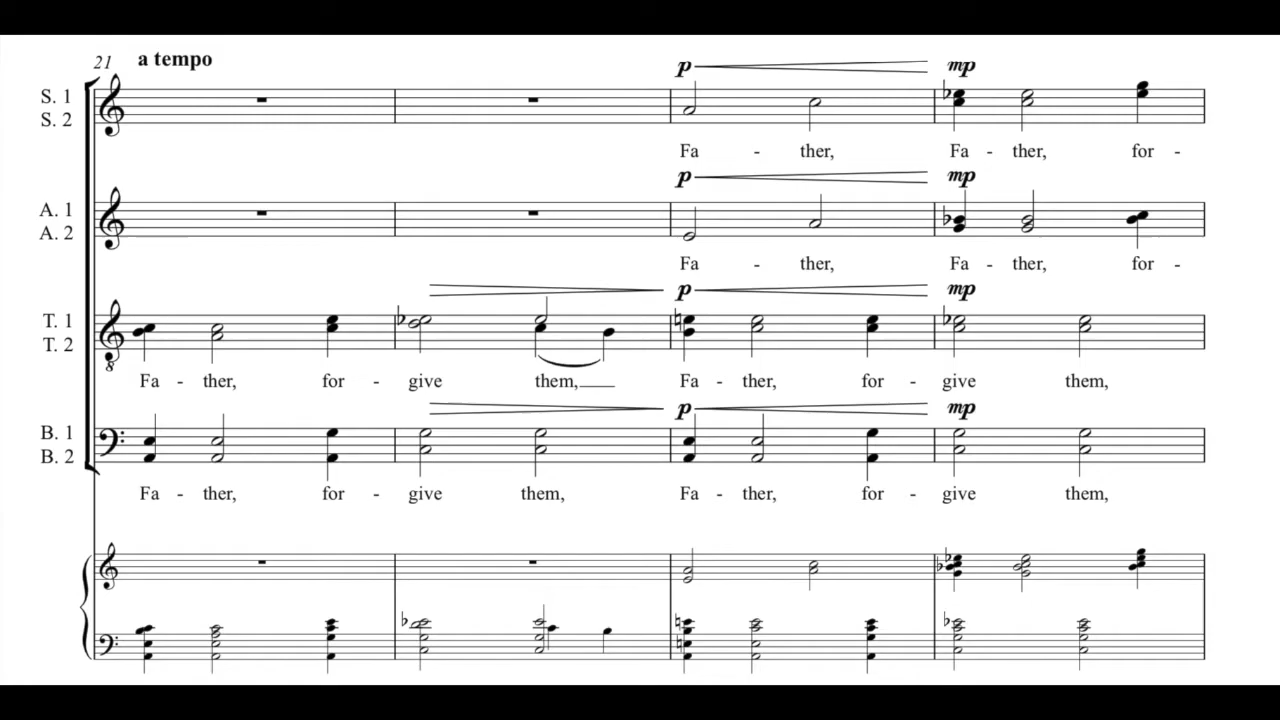 21 a tempo
p mp
S. 1
S. 2
Fa - ther, Fa - ther, for -
p mp
A. 1
A. 2
Fa - ther, Fa - ther, for -
p mp
T. 1
T. 2
8
Fa - ther, for - give them, Fa - ther, for - give them,
p mp
B. 1
B. 2
Fa - ther, for - give them, Fa - ther, for - give them,